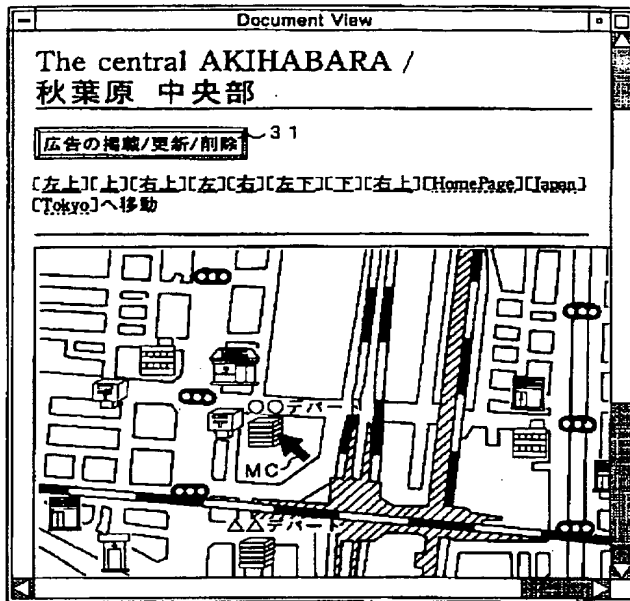 Document View
The central AKIHABARA /
秋葉原 中央部
広告の掲載/更新/削除
31
[左上][上][右上][左][右][左下][下][右上][HomePage][Japan]
[Tokyo]へ移動
○○デパート
MC
△△デパート